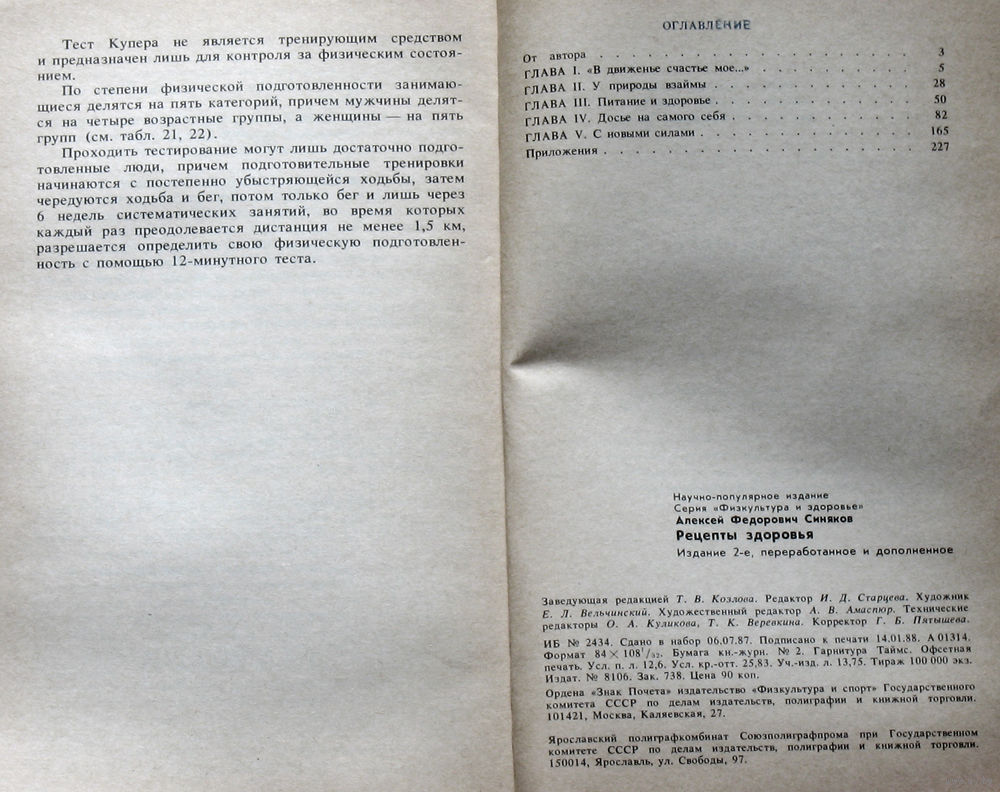 Тест Купера не является тренирующим средством
и предназначен лишь для контроля за физическим состоя-
нием.
По степени физической подготовленности занимаю-
щиеся делятся на пять категорий, причем мужчины делят-
ся на четыре возрастные группы, а женщины — на пять
групп (см. табл. 21, 22).
Проходить тестирование могут лишь достаточно подго-
товленные люди, причем подготовительные тренировки
начинаются с постепенно убыстряющейся ходьбы, затем
чередуются ходьба и бег, потом только бег и лишь через
6 недель систематических занятий, во время которых
каждый раз преодолевается дистанция не менее 1,5 км,
разрешается определить свою физическую подготовлен-
ность с помощью 12-минутного теста.
ОГЛАВЛЕНИЕ
От автора . . . . . . . . . . . . . . . . . . 3
ГЛАВА I. «В движенье счастье мое...» . . . . . . . . . 5
ГЛАВА II. У природы взаймы . . . . . . . . . . . . 28
ГЛАВА III. Питание и здоровье . . . . . . . . . . . . 50
ГЛАВА IV. Досье на самого себя . . . . . . . . . . . 82
ГЛАВА V. С новыми силами . . . . . . . . . . . . . 165
Приложения . . . . . . . . . . . . . . . . . . 227
Научно-популярное издание
Серия «Физкультура и здоровье»
Алексей Федорович Синяков
Рецепты здоровья
Издание 2-е, переработанное и дополненное
Заведующая редакцией Т. В. Козлова. Редактор И. Д. Старцева. Художник
Е. Л. Вельчинский. Художественный редактор А. В. Амаспюр. Технические
редакторы О. А. Куликова, Т. К. Веревкина. Корректор Г. Б. Пятышева.
ИБ № 2434. Сдано в набор 06.07.87. Подписано к печати 14.01.88. А 01314.
Формат 84×108¹/₃₂. Бумага кн.-журн. № 2. Гарнитура Таймс. Офсетная
печать. Усл. п. л. 12,6. Усл. кр.-отт. 25,83. Уч.-изд. л. 13,75. Тираж 100 000 экз.
Издат. № 8106. Зак. 738. Цена 90 коп.
Ордена «Знак Почета» издательство «Физкультура и спорт» Государственного
комитета СССР по делам издательств, полиграфии и книжной торговли.
101421, Москва, Каляевская, 27.
Ярославский полиграфкомбинат Союзполиграфпрома при Государственном
комитете СССР по делам издательств, полиграфии и книжной торговли.
150014, Ярославль, ул. Свободы, 97.